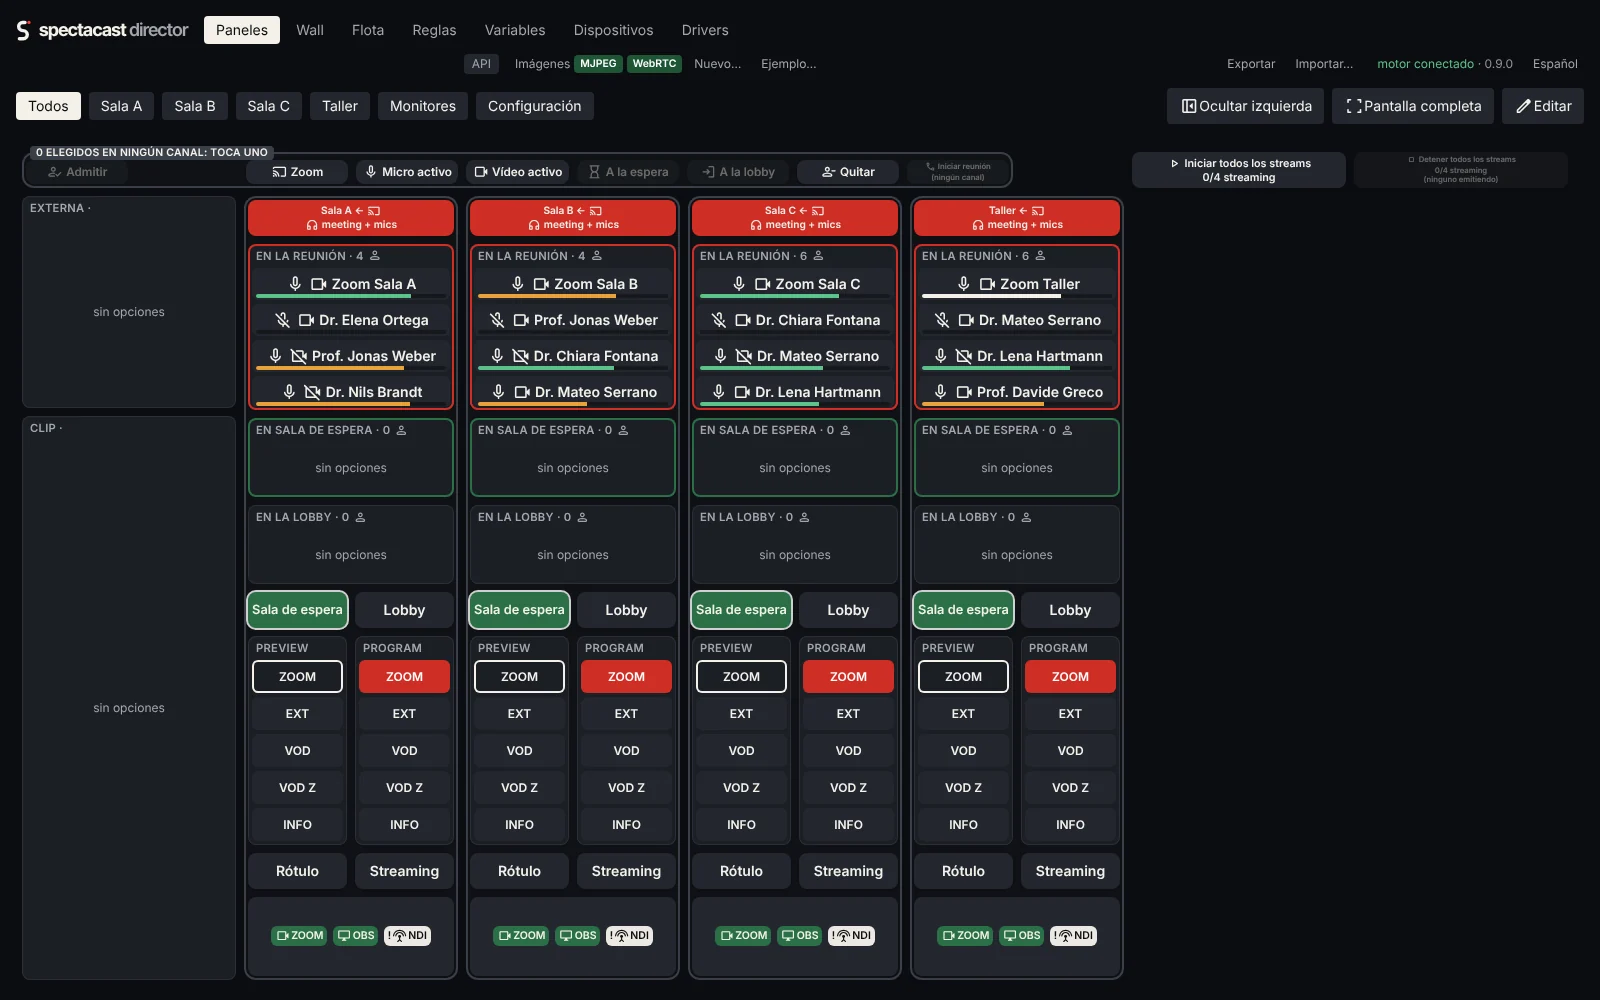 spectacast director
Paneles
Wall
Flota
Reglas
Variables
Dispositivos
Drivers
API
Imágenes
MJPEG
WebRTC
Nuevo...
Ejemplo...
Exportar
Importar...
motor conectado · 0.9.0
Español
Todos
Sala A
Sala B
Sala C
Taller
Monitores
Configuración
Ocultar izquierda
Pantalla completa
Editar
0 ELEGIDOS EN NINGÚN CANAL: TOCA UNO
Admitir
Zoom
Micro activo
Vídeo activo
A la espera
A la lobby
Quitar
Iniciar reunión
(ningún canal)
Iniciar todos los streams
0/4 streaming
Detener todos los streams
0/4 streaming
(ninguno emitiendo)
EXTERNA ·
sin opciones
CLIP ·
sin opciones
Sala A ←
meeting + mics
EN LA REUNIÓN · 4
Zoom Sala A
Dr. Elena Ortega
Prof. Jonas Weber
Dr. Nils Brandt
EN SALA DE ESPERA · 0
sin opciones
EN LA LOBBY · 0
sin opciones
Sala de espera
Lobby
PREVIEW
ZOOM
EXT
VOD
VOD Z
INFO
PROGRAM
ZOOM
EXT
VOD
VOD Z
INFO
Rótulo
Streaming
ZOOM
OBS
! NDI
Sala B ←
meeting + mics
EN LA REUNIÓN · 4
Zoom Sala B
Prof. Jonas Weber
Dr. Chiara Fontana
Dr. Mateo Serrano
EN SALA DE ESPERA · 0
sin opciones
EN LA LOBBY · 0
sin opciones
Sala de espera
Lobby
PREVIEW
ZOOM
EXT
VOD
VOD Z
INFO
PROGRAM
ZOOM
EXT
VOD
VOD Z
INFO
Rótulo
Streaming
ZOOM
OBS
! NDI
Sala C ←
meeting + mics
EN LA REUNIÓN · 6
Zoom Sala C
Dr. Chiara Fontana
Dr. Mateo Serrano
Dr. Lena Hartmann
EN SALA DE ESPERA · 0
sin opciones
EN LA LOBBY · 0
sin opciones
Sala de espera
Lobby
PREVIEW
ZOOM
EXT
VOD
VOD Z
INFO
PROGRAM
ZOOM
EXT
VOD
VOD Z
INFO
Rótulo
Streaming
ZOOM
OBS
! NDI
Taller ←
meeting + mics
EN LA REUNIÓN · 6
Zoom Taller
Dr. Mateo Serrano
Dr. Lena Hartmann
Prof. Davide Greco
EN SALA DE ESPERA · 0
sin opciones
EN LA LOBBY · 0
sin opciones
Sala de espera
Lobby
PREVIEW
ZOOM
EXT
VOD
VOD Z
INFO
PROGRAM
ZOOM
EXT
VOD
VOD Z
INFO
Rótulo
Streaming
ZOOM
OBS
! NDI